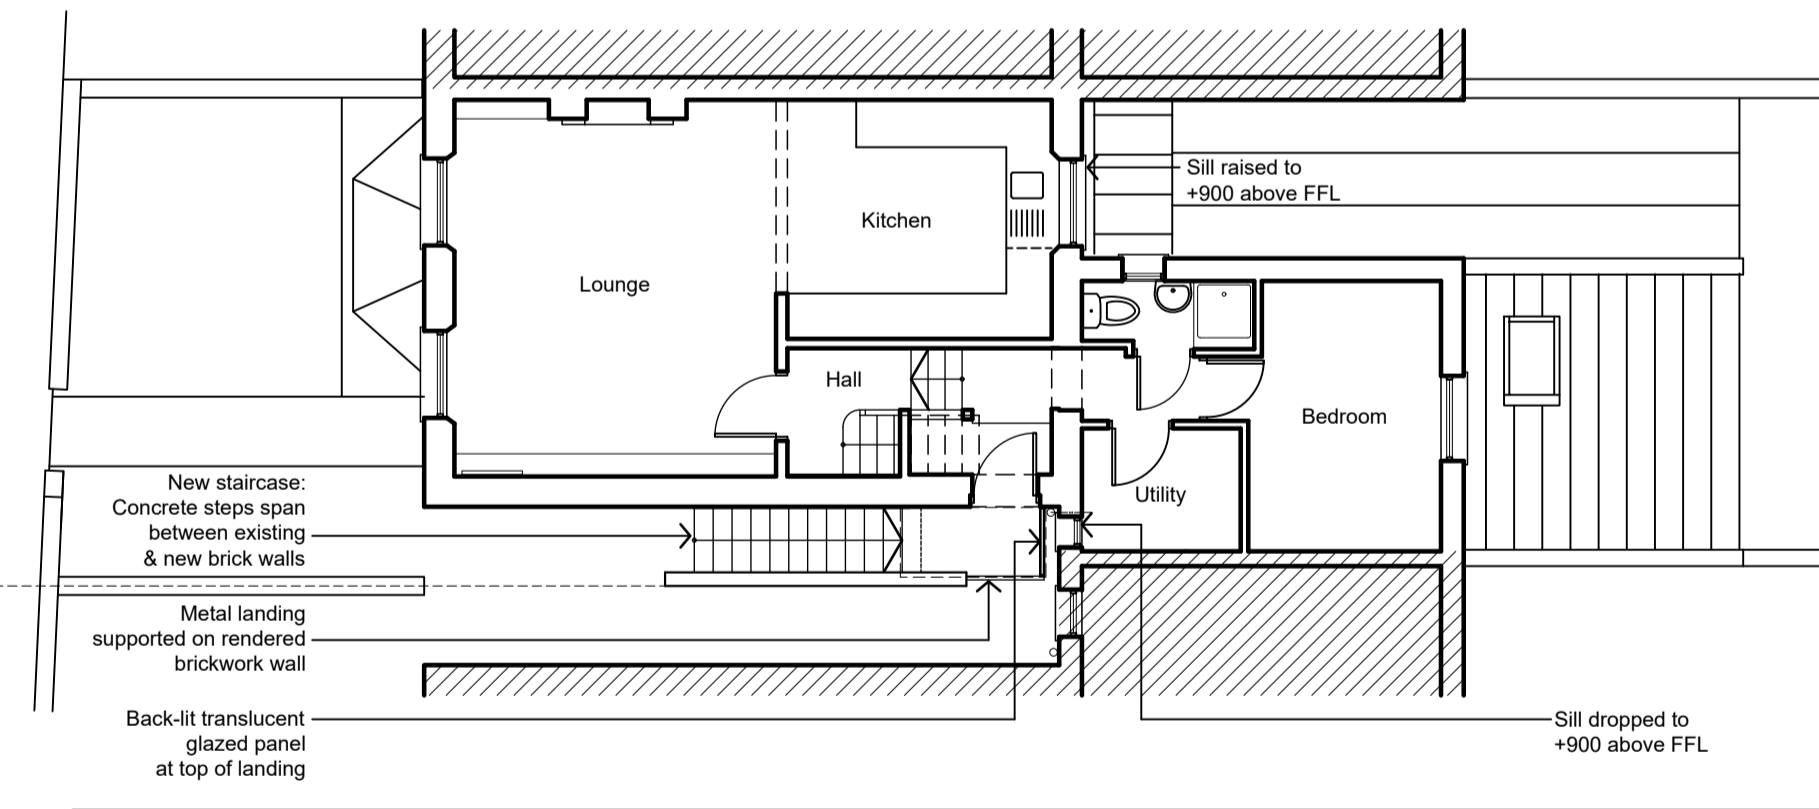 Sill raised to
+900 above FFL
Kitchen
Lounge
Hall
Bedroom
Utility
New staircase:
Concrete steps span
between existing
& new brick walls
Metal landing
supported on rendered
brickwork wall
Back-lit translucent
glazed panel
at top of landing
Sill dropped to
+900 above FFL